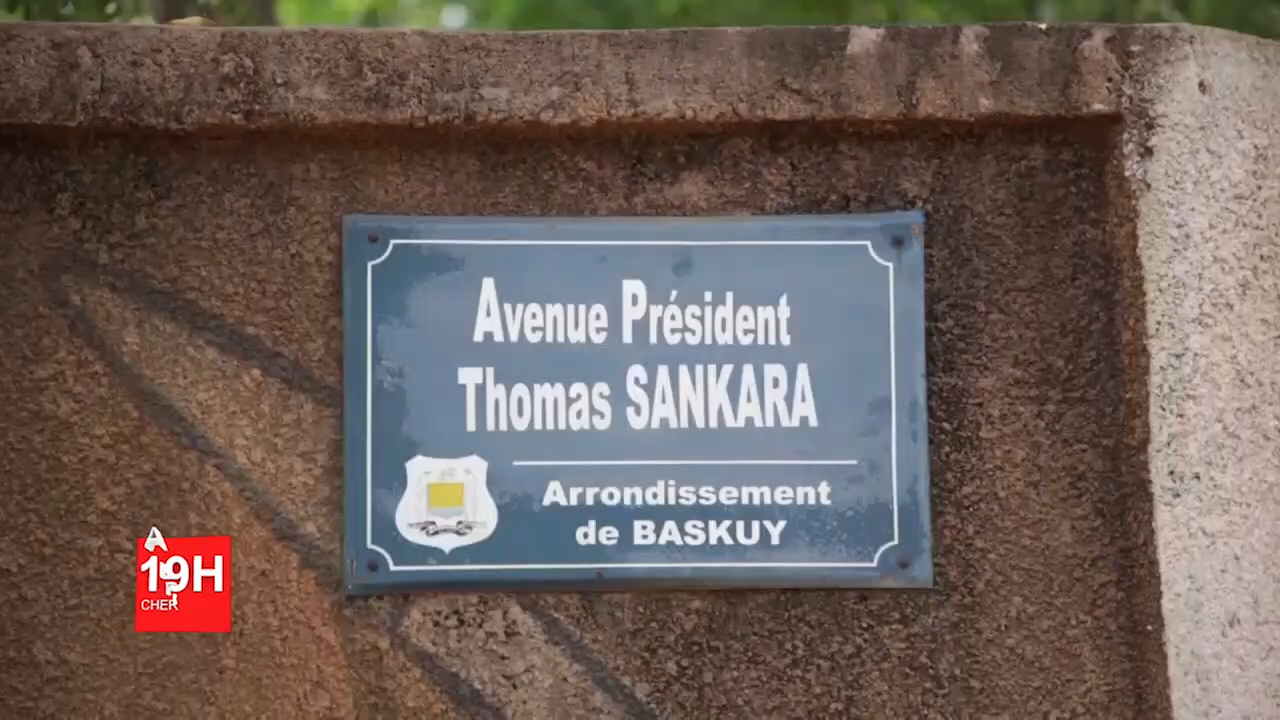 Avenue Président
Thomas SANKARA
Arrondissement
de BASKUY
19H
CHER